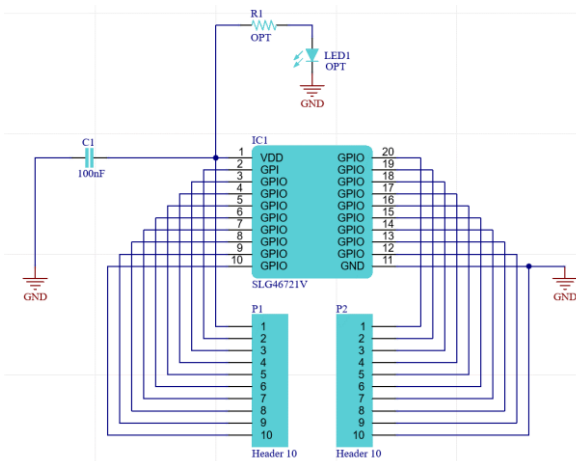 R1
OPT
LED1
OPT
GND
C1
100nF
GND
IC1
1 VDD GPIO 20
2 GPI GPIO 19
3 GPIO GPIO 18
4 GPIO GPIO 17
5 GPIO GPIO 16
6 GPIO GPIO 15
7 GPIO GPIO 14
8 GPIO GPIO 13
9 GPIO GPIO 12
10 GPIO GND 11
SLG46721V
GND
P1
1
2
3
4
5
6
7
8
9
10
Header 10
P2
1
2
3
4
5
6
7
8
9
10
Header 10